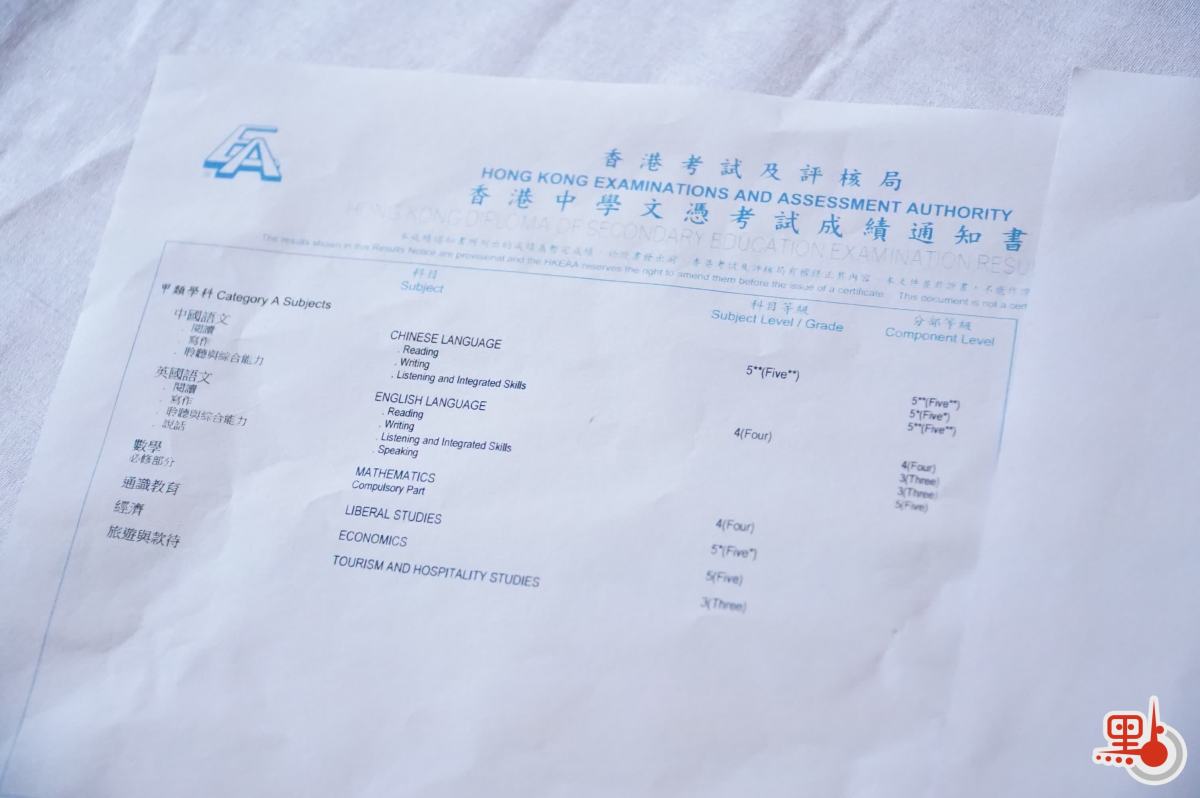 EA
香港考試及評核局
HONG KONG EXAMINATIONS AND ASSESSMENT AUTHORITY
香港中學文憑考試成績通知書
HONG KONG DIPLOMA OF SECONDARY EDUCATION EXAMINATION RESU
The results shown in this Results Notice are provisional and the HKEAA reserves the right to amend them before the issue of a certificate. This document is not a cert
科目 科目等級 分部等級
Subject Subject Level / Grade Component Level
甲類學科 Category A Subjects
中國語文 CHINESE LANGUAGE 5**(Five**)
. 閱讀 . Reading 5**(Five**)
. 寫作 . Writing 5*(Five*)
. 聆聽與綜合能力 . Listening and Integrated Skills 5**(Five**)
英國語文 ENGLISH LANGUAGE 4(Four)
. 閱讀 . Reading 4(Four)
. 寫作 . Writing 3(Three)
. 聆聽與綜合能力 . Listening and Integrated Skills 3(Three)
. 說話 . Speaking 5(Five)
數學 MATHEMATICS
必修部分 Compulsory Part 4(Four)
通識教育 LIBERAL STUDIES 5*(Five*)
經濟 ECONOMICS 5(Five)
旅遊與款待 TOURISM AND HOSPITALITY STUDIES 3(Three)
點